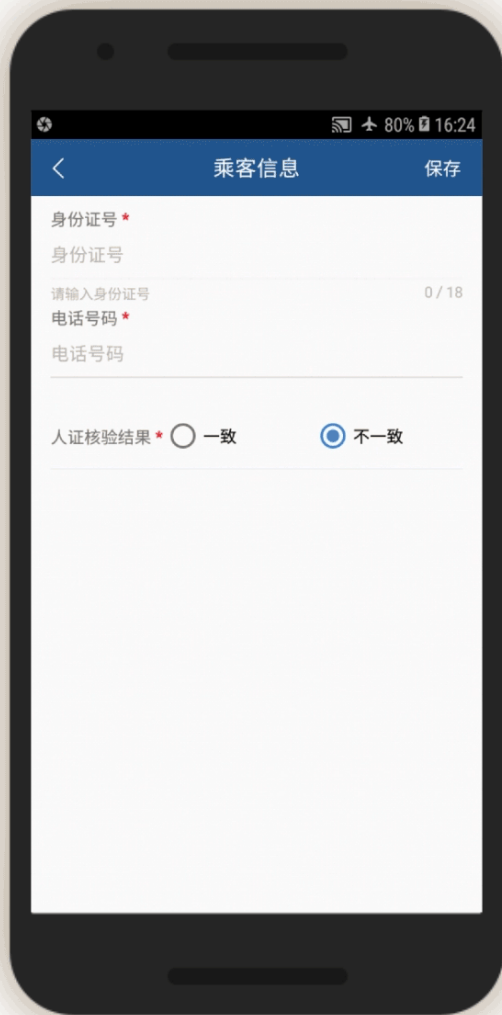 80% 16:24
乘客信息 保存
身份证号 *
身份证号
请输入身份证号 0 / 18
电话号码 *
电话号码
人证核验结果 * 一致 不一致